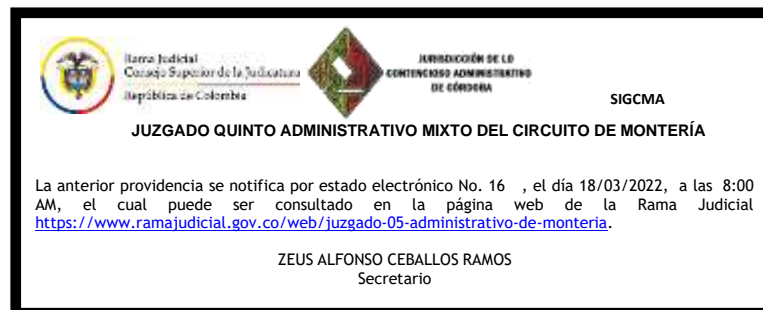 Rama Judicial
Consejo Superior de la Judicatura
República de Colombia
JURISDICCIÓN DE LO
CONTENCIOSO ADMINISTRATIVO
DE CÓRDOBA
SIGCMA
JUZGADO QUINTO ADMINISTRATIVO MIXTO DEL CIRCUITO DE MONTERÍA
La anterior providencia se notifica por estado electrónico No. 16 , el día 18/03/2022, a las 8:00
AM, el cual puede ser consultado en la página web de la Rama Judicial
https://www.ramajudicial.gov.co/web/juzgado-05-administrativo-de-monteria.
ZEUS ALFONSO CEBALLOS RAMOS
Secretario